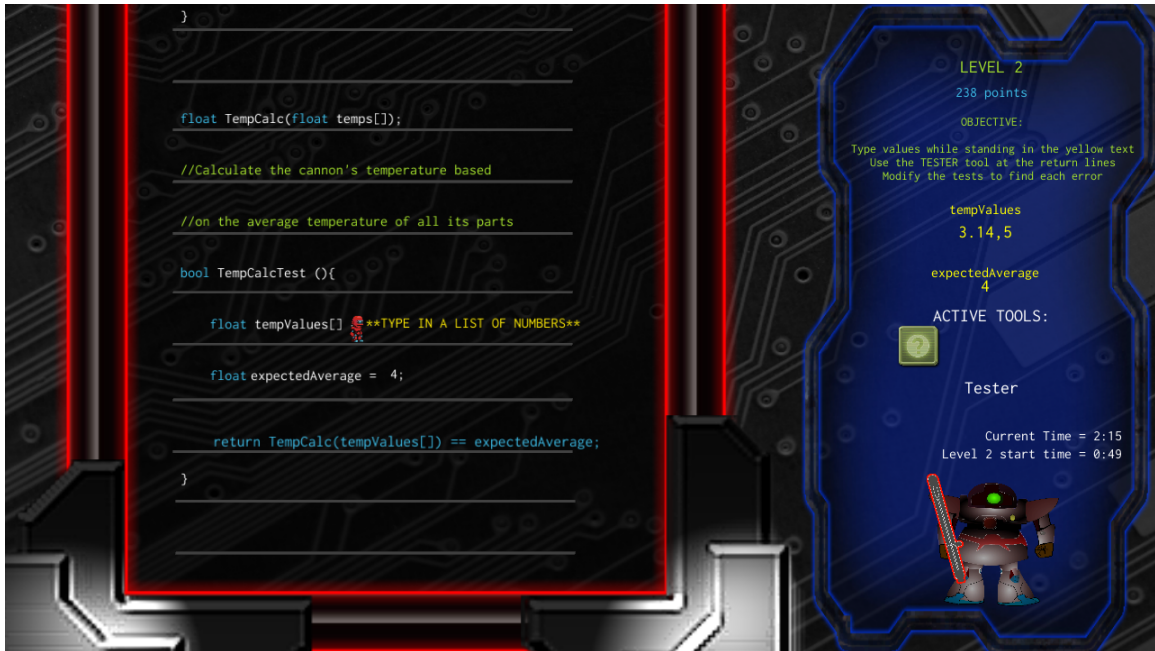 }
float TempCalc(float temps[]);
//Calculate the cannon's temperature based
//on the average temperature of all its parts
bool TempCalcTest (){
float tempValues[] **TYPE IN A LIST OF NUMBERS**
float expectedAverage = 4;
return TempCalc(tempValues[]) == expectedAverage;
}
LEVEL 2
238 points
OBJECTIVE:
Type values while standing in the yellow text
Use the TESTER tool at the return lines
Modify the tests to find each error
tempValues
3.14,5
expectedAverage
4
ACTIVE TOOLS:
?
Tester
Current Time = 2:15
Level 2 start time = 0:49